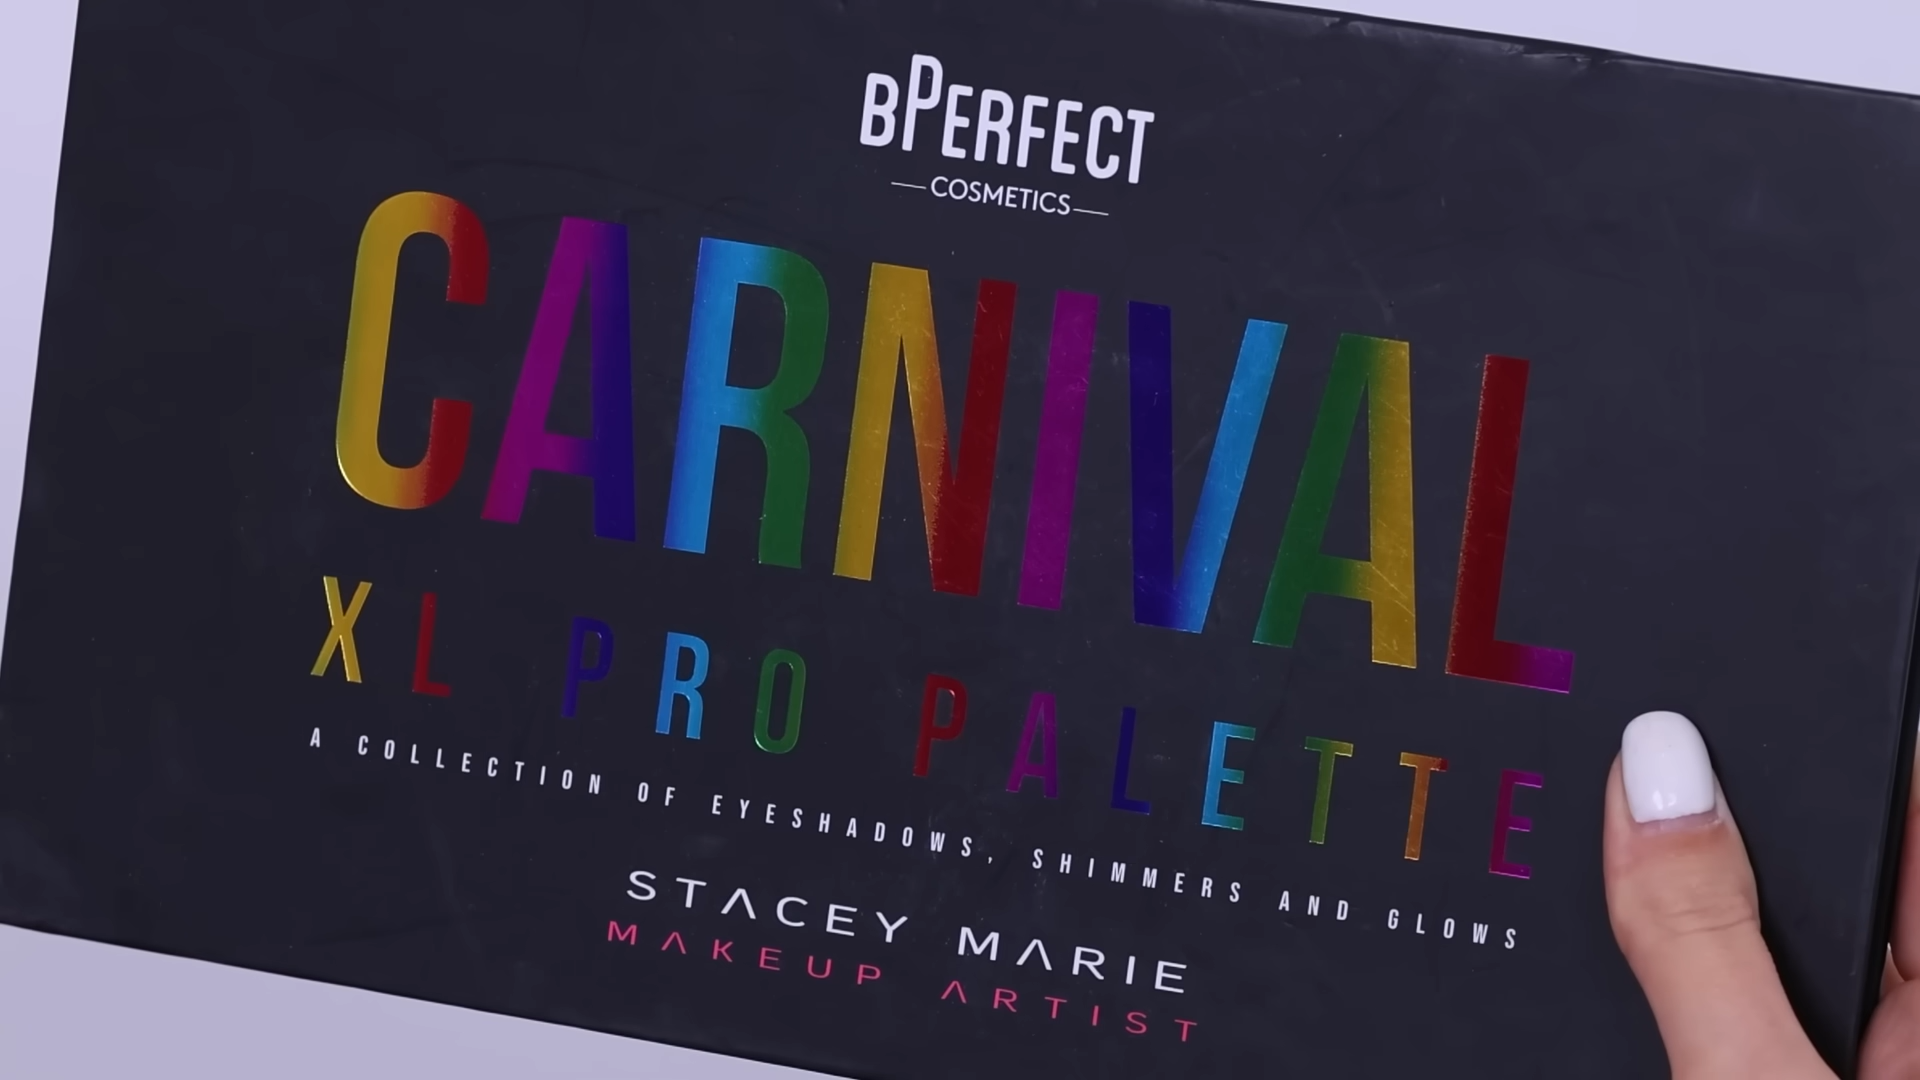 BPERFECT
COSMETICS
CARNIVAL
XL PRO PALETTE
A COLLECTION OF EYESHADOWS, SHIMMERS AND GLOWS
STACEY MARIE
MAKEUP ARTIST